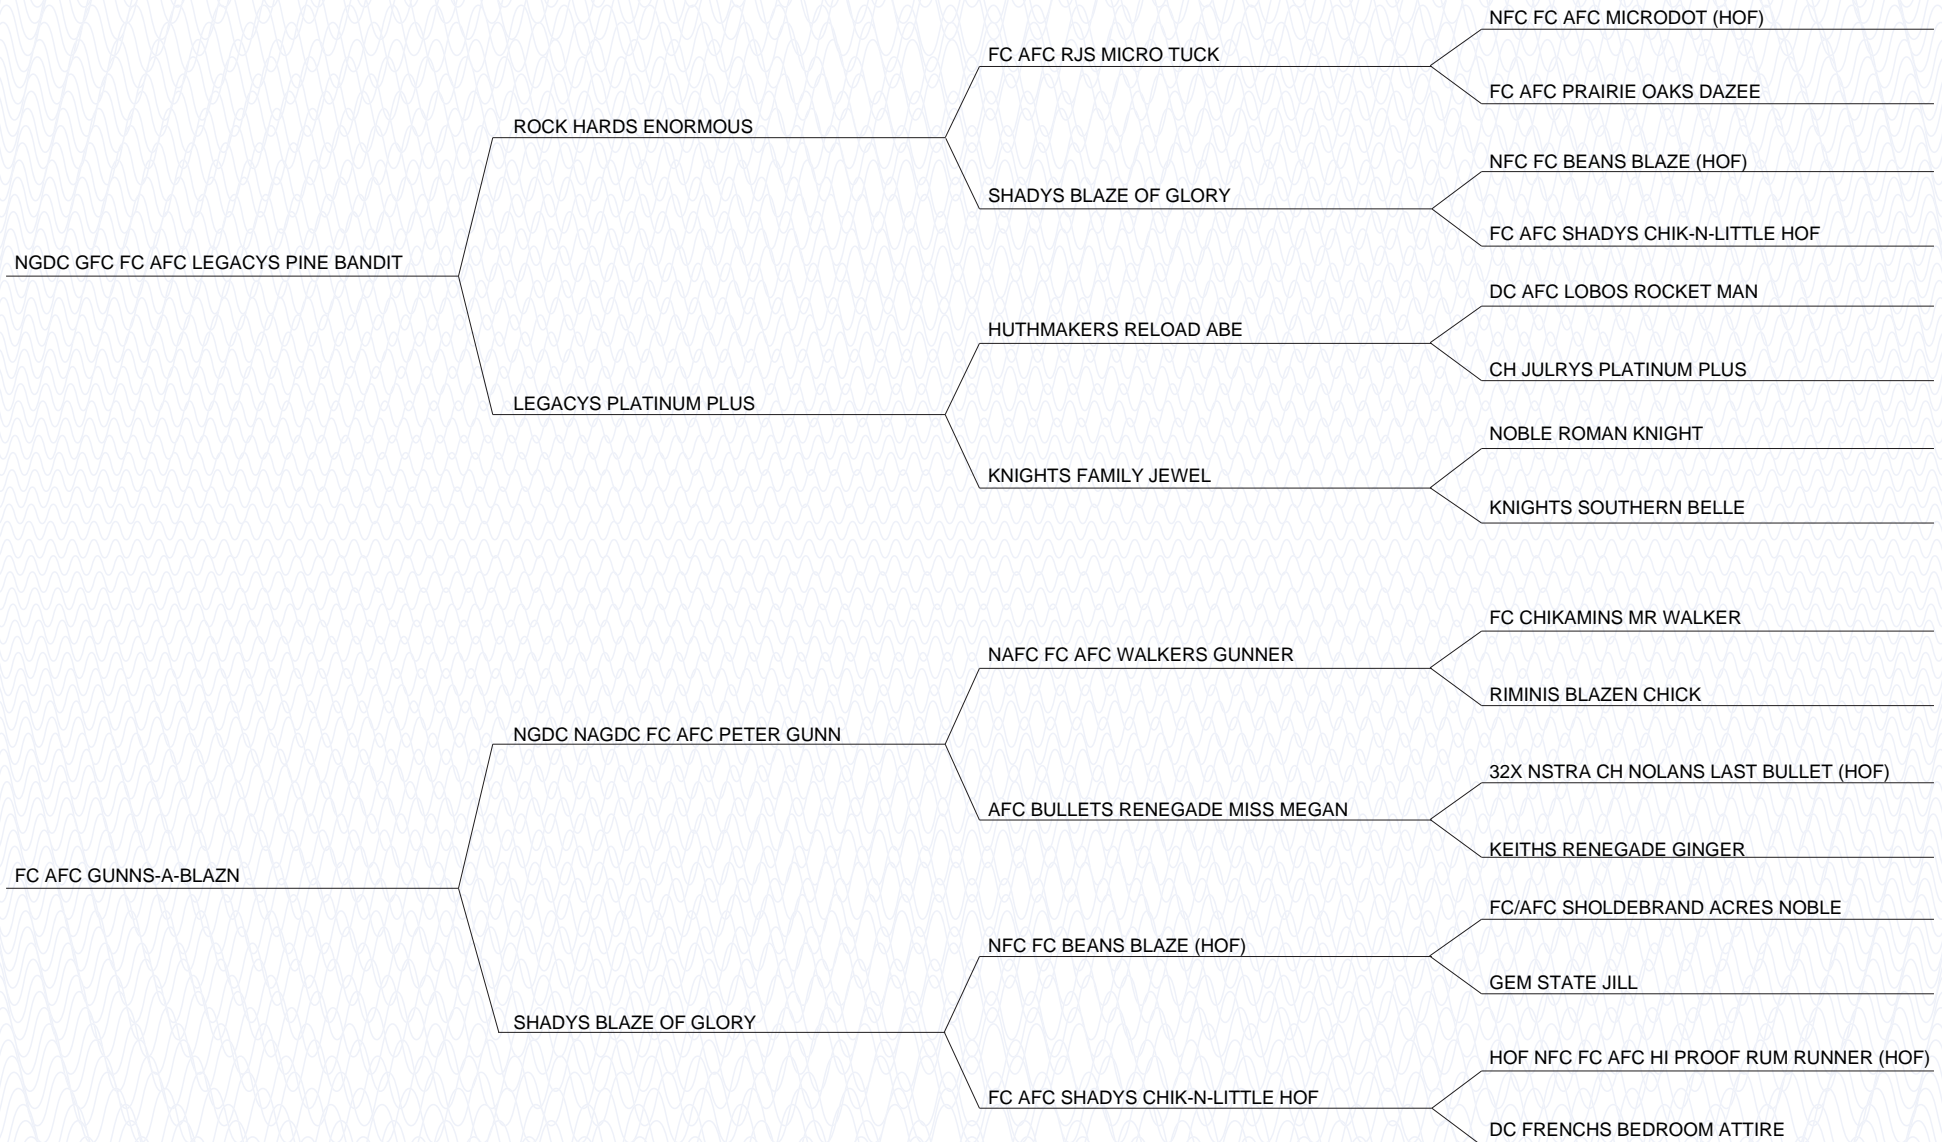 NFC FC AFC MICRODOT (HOF)
FC AFC RJS MICRO TUCK
FC AFC PRAIRIE OAKS DAZEE
ROCK HARDS ENORMOUS
NFC FC BEANS BLAZE (HOF)
SHADYS BLAZE OF GLORY
FC AFC SHADYS CHIK-N-LITTLE HOF
NGDC GFC FC AFC LEGACYS PINE BANDIT
DC AFC LOBOS ROCKET MAN
HUTHMAKERS RELOAD ABE
CH JULRYS PLATINUM PLUS
LEGACYS PLATINUM PLUS
NOBLE ROMAN KNIGHT
KNIGHTS FAMILY JEWEL
KNIGHTS SOUTHERN BELLE
FC CHIKAMINS MR WALKER
NAFC FC AFC WALKERS GUNNER
RIMINIS BLAZEN CHICK
NGDC NAGDC FC AFC PETER GUNN
32X NSTRA CH NOLANS LAST BULLET (HOF)
AFC BULLETS RENEGADE MISS MEGAN
KEITHS RENEGADE GINGER
FC AFC GUNNS-A-BLAZN
FC/AFC SHOLDEBRAND ACRES NOBLE
NFC FC BEANS BLAZE (HOF)
GEM STATE JILL
SHADYS BLAZE OF GLORY
HOF NFC FC AFC HI PROOF RUM RUNNER (HOF)
FC AFC SHADYS CHIK-N-LITTLE HOF
DC FRENCHS BEDROOM ATTIRE